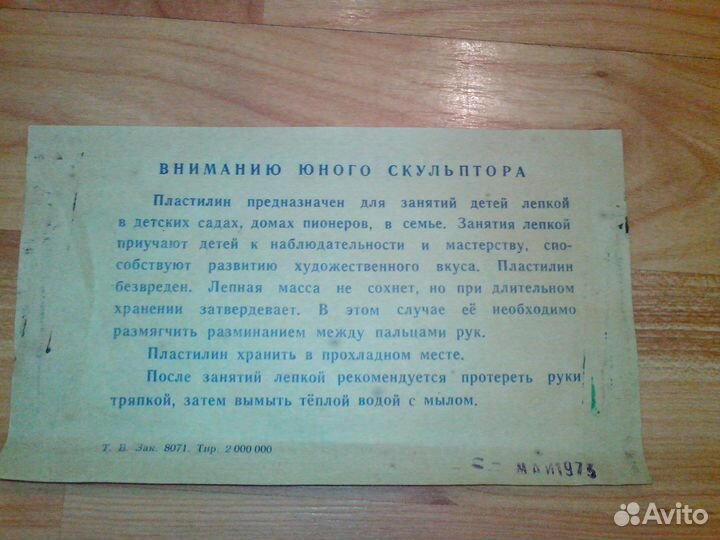 ВНИМАНИЮ ЮНОГО СКУЛЬПТОРА
Пластилин предназначен для занятий детей лепкой
в детских садах, домах пионеров, в семье. Занятия лепкой
приучают детей к наблюдательности и мастерству, спо-
собствуют развитию художественного вкуса. Пластилин
безвреден. Лепная масса не сохнет, но при длительном
хранении затвердевает. В этом случае её необходимо
размягчить разминанием между пальцами рук.
Пластилин хранить в прохладном месте.
После занятий лепкой рекомендуется протереть руки
тряпкой, затем вымыть тёплой водой с мылом.
Т. В. Зак. 8071. Тир. 2 000 000
МАЙ
Avito